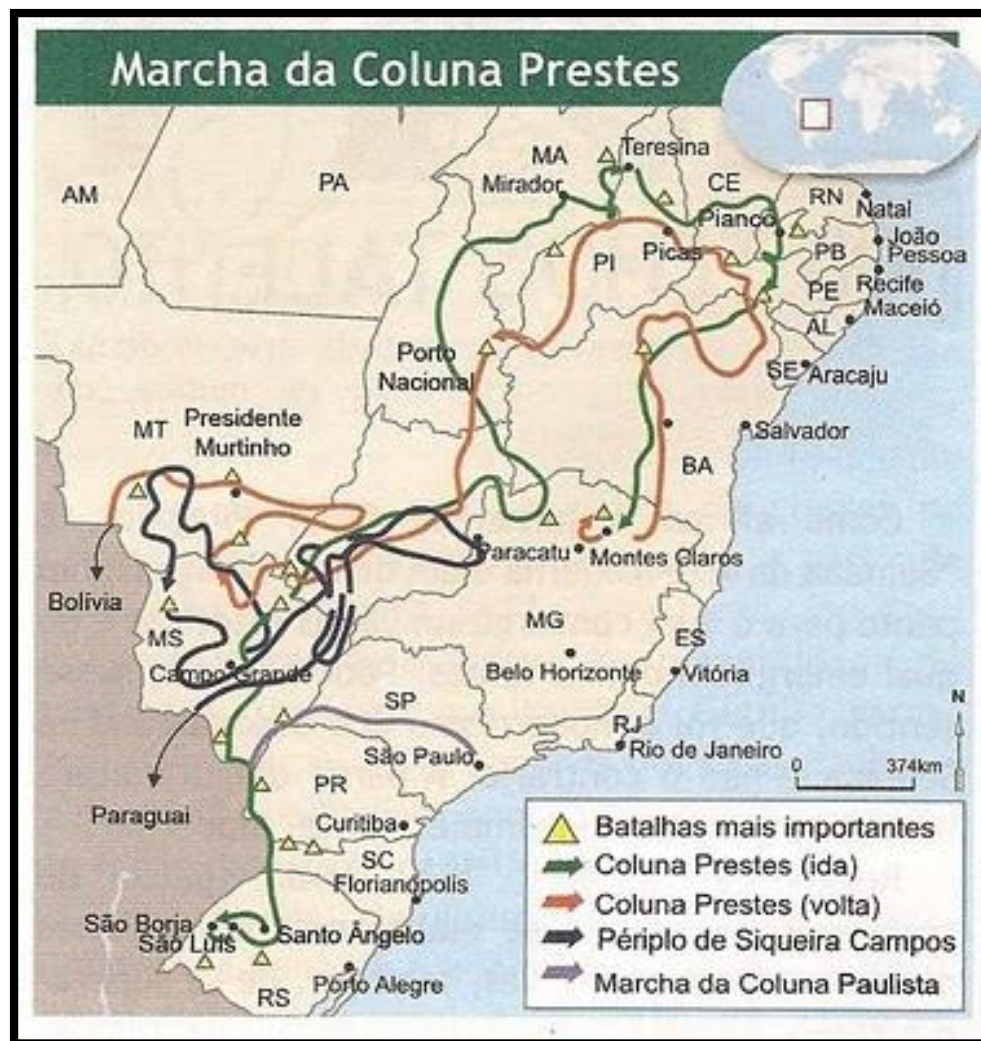 Marcha da Coluna Prestes
AM
PA
MA
Teresina
Mirador
CE
RN
Natal
Piancó
João
Pessoa
PB
Picas
PI
PE
Recife
Maceió
AL
Porto
Nacional
SE
Aracaju
MT
Presidente
Murtinho
Salvador
BA
Paracatu
Montes Claros
Bolívia
MS
MG
ES
Campo Grande
Belo Horizonte
Vitória
SP
RJ
São Paulo
Rio de Janeiro
N
0 374km
PR
Paraguai
Curitiba
SC
Florianópolis
São Borja
São Luís
Santo Ângelo
Porto Alegre
RS
Batalhas mais importantes
Coluna Prestes (ida)
Coluna Prestes (volta)
Périplo de Siqueira Campos
Marcha da Coluna Paulista